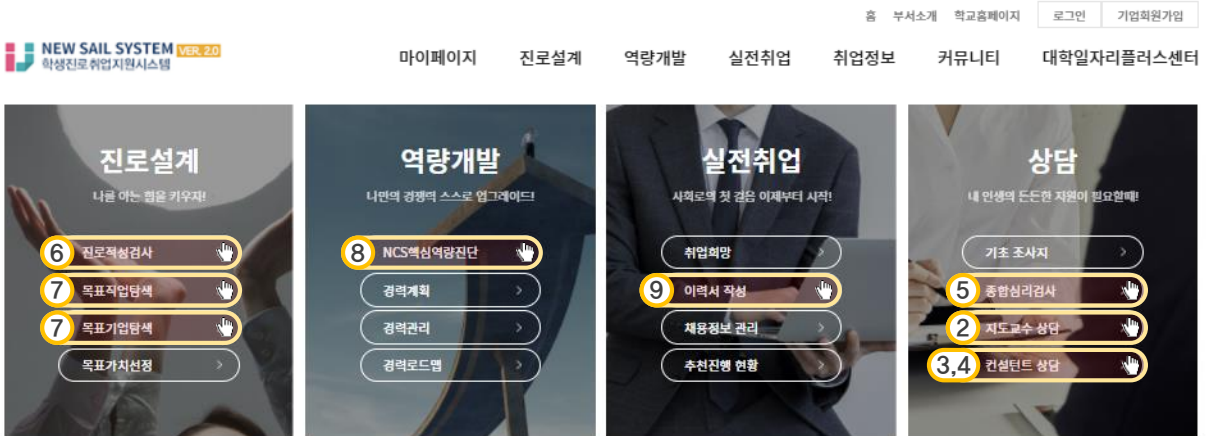 홈 부서소개 학교홈페이지 로그인 기업회원가입
NEW SAIL SYSTEM VER. 2.0
학생진로취업지원시스템
마이페이지 진로설계 역량개발 실전취업 취업정보 커뮤니티 대학일자리플러스센터
진로설계
나를 아는 힘을 키우자!
6 진로적성검사
7 목표직업탐색
7 목표기업탐색
목표가치선정 >
역량개발
나만의 경쟁력 스스로 업그레이드!
8 NCS핵심역량진단
경력계획 >
경력관리 >
경력로드맵 >
실전취업
사회로의 첫 걸음 이제부터 시작!
취업희망 >
9 이력서 작성
채용정보 관리 >
추천진행 현황 >
상담
내 인생의 든든한 지원이 필요할때!
기초 조사지 >
5 종합심리검사
2 지도교수 상담
3,4 컨설턴트 상담